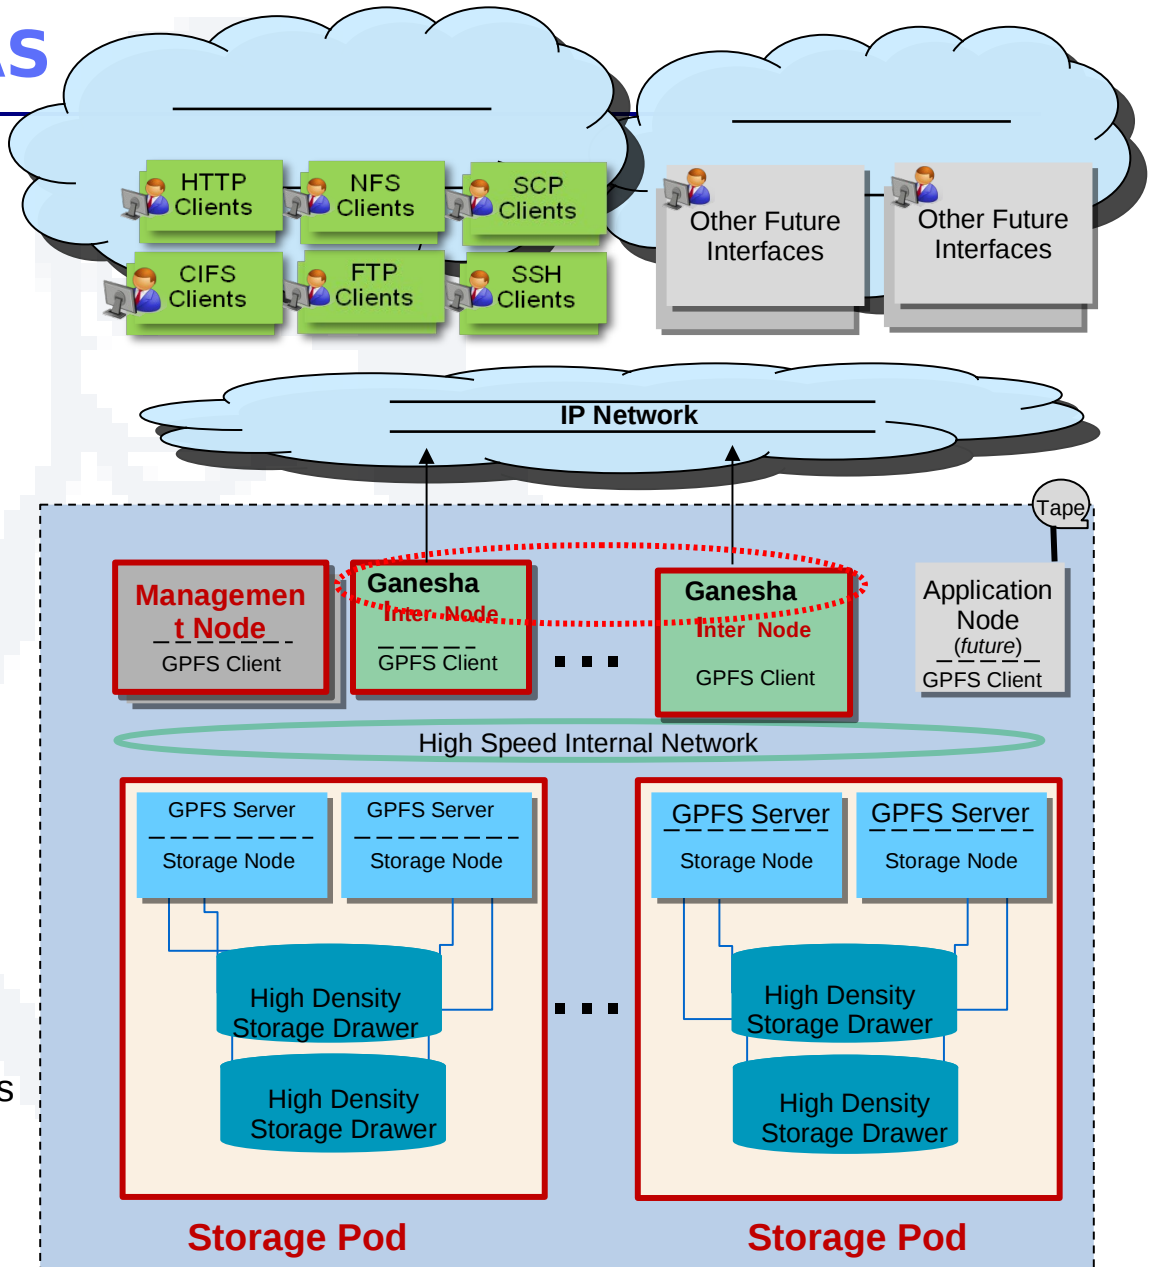 AS
HTTP
Clients
NFS
Clients
SCP
Clients
CIFS
Clients
FTP
Clients
SSH
Clients
Other Future
Interfaces
Other Future
Interfaces
IP Network
Tape
Managemen
t Node
GPFS Client
Ganesha
Inter Node
GPFS Client
Ganesha
Inter Node
GPFS Client
Application
Node
(future)
GPFS Client
High Speed Internal Network
GPFS Server
Storage Node
GPFS Server
Storage Node
GPFS Server
Storage Node
GPFS Server
Storage Node
High Density
Storage Drawer
High Density
Storage Drawer
High Density
Storage Drawer
High Density
Storage Drawer
s
Storage Pod
Storage Pod